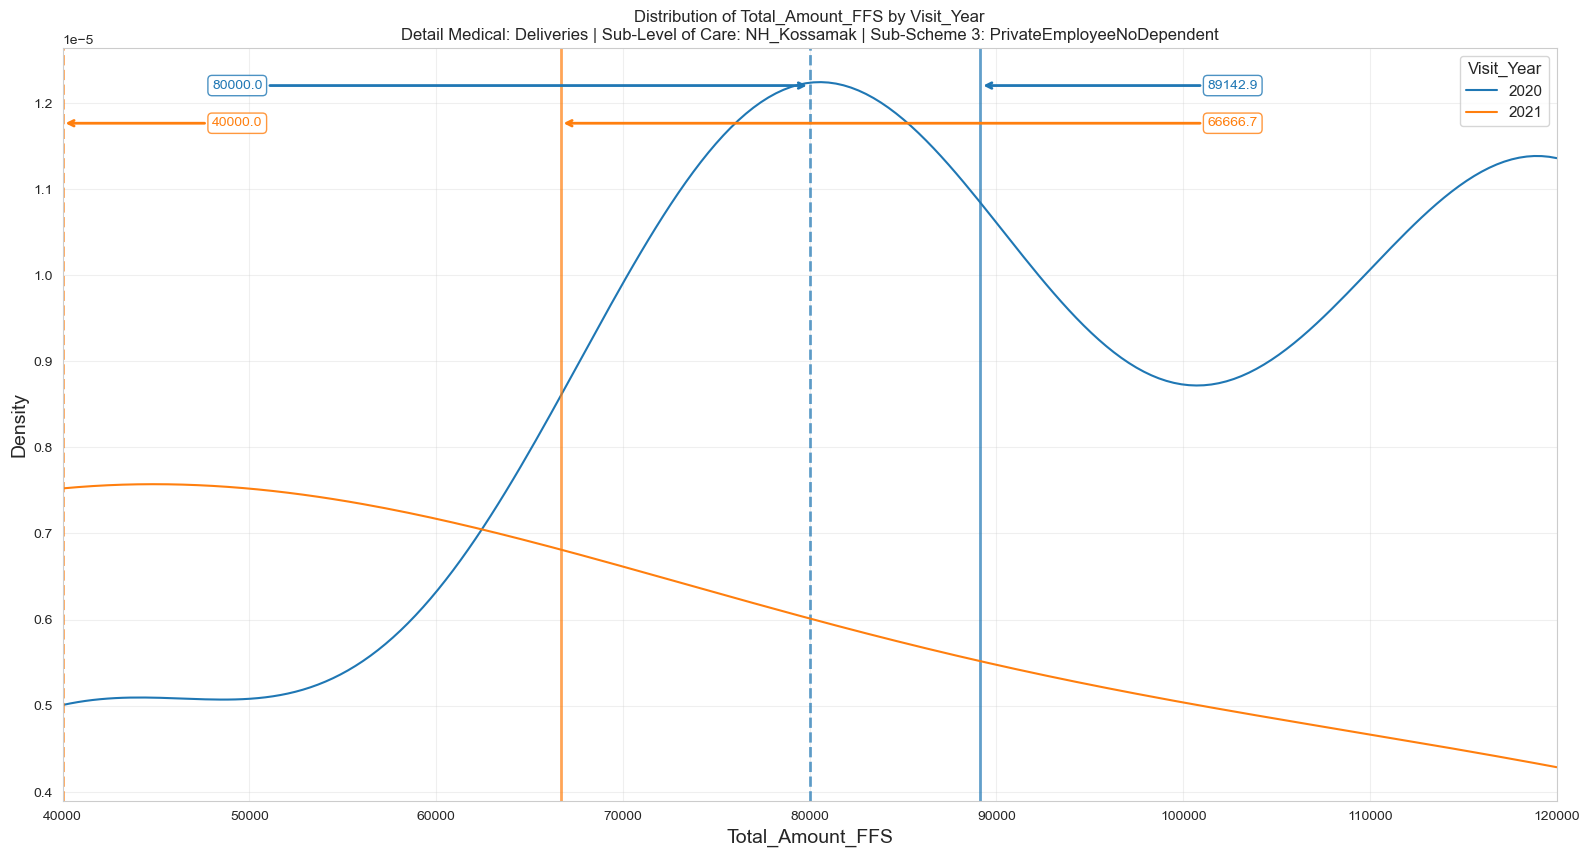 Distribution of Total_Amount_FFS by Visit_Year
Detail Medical: Deliveries | Sub-Level of Care: NH_Kossamak | Sub-Scheme 3: PrivateEmployeeNoDependent
1e−5
Visit_Year
2020
2021
80000.0
89142.9
40000.0
66666.7
1.2
1.1
1.0
0.9
0.8
0.7
0.6
0.5
0.4
Density
40000 50000 60000 70000 80000 90000 100000 110000 120000
Total_Amount_FFS